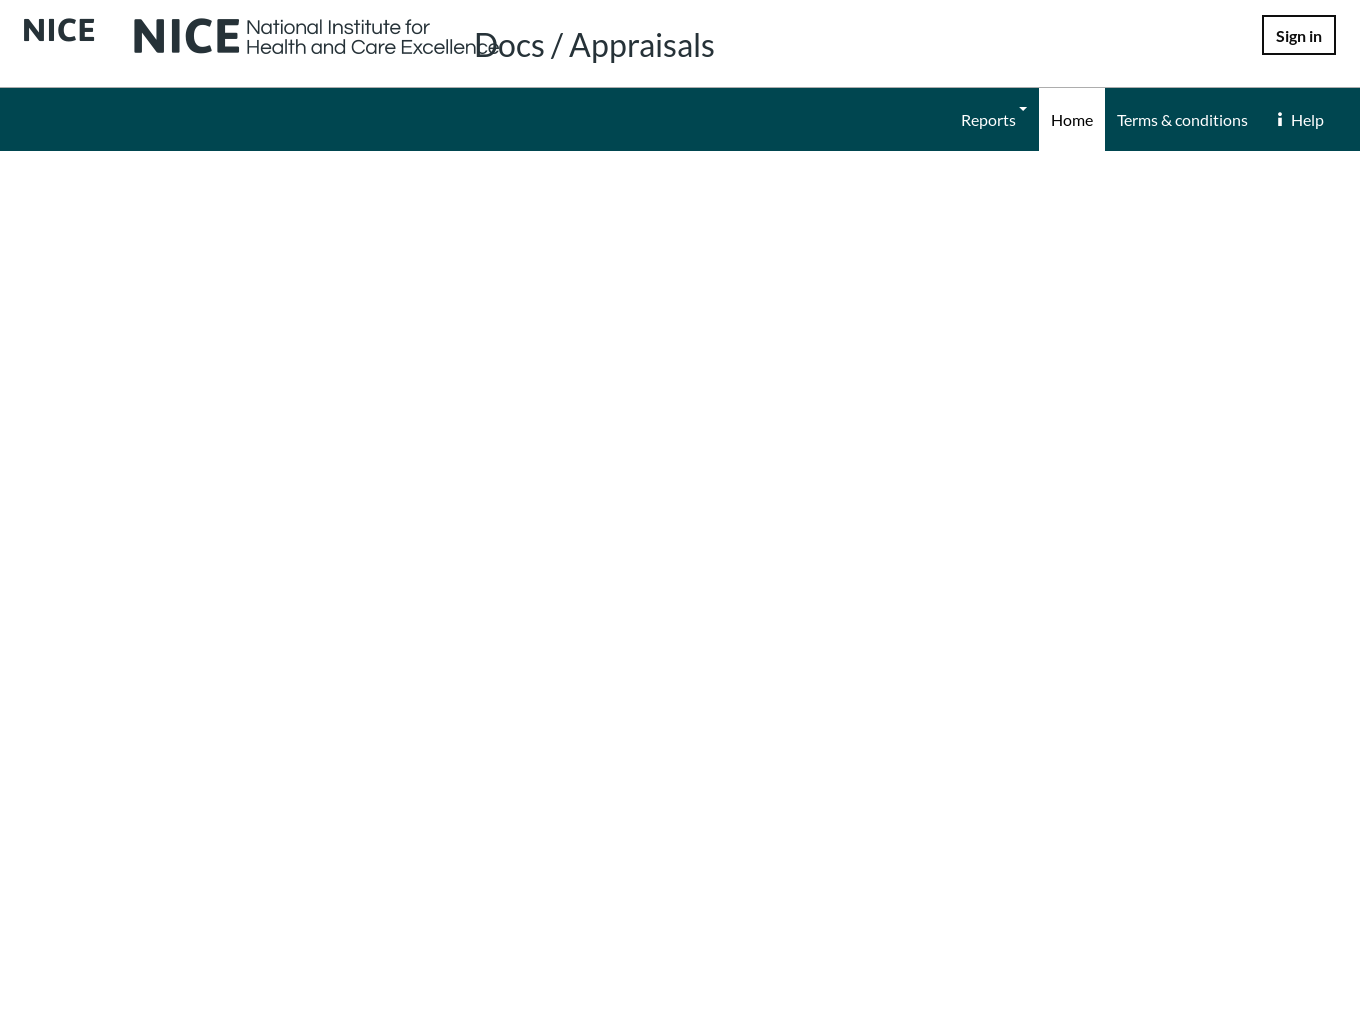 NICE
NICE National Institute for
Health and Care Excellence
Docs / Appraisals
Sign in
Reports
Home
Terms & conditions
Help